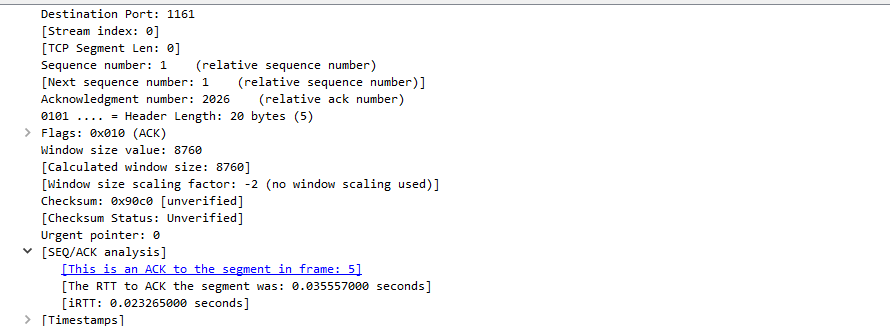 Destination Port: 1161
[Stream index: 0]
[TCP Segment Len: 0]
Sequence number: 1    (relative sequence number)
[Next sequence number: 1    (relative sequence number)]
Acknowledgment number: 2026    (relative ack number)
0101 .... = Header Length: 20 bytes (5)
Flags: 0x010 (ACK)
Window size value: 8760
[Calculated window size: 8760]
[Window size scaling factor: -2 (no window scaling used)]
Checksum: 0x90c0 [unverified]
[Checksum Status: Unverified]
Urgent pointer: 0
[SEQ/ACK analysis]
[This is an ACK to the segment in frame: 5]
[The RTT to ACK the segment was: 0.035557000 seconds]
[iRTT: 0.023265000 seconds]
[Timestamps]